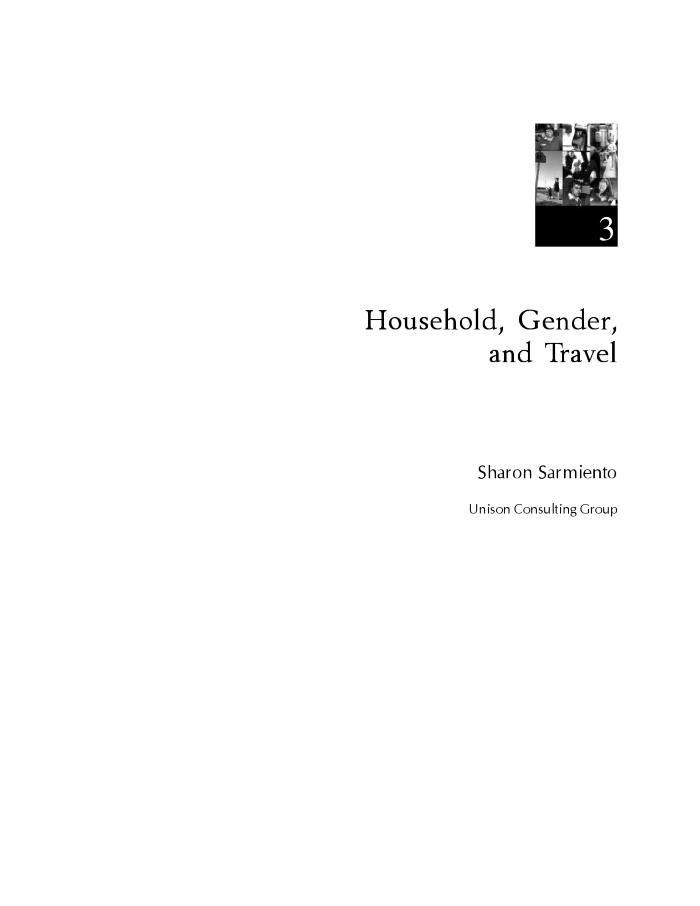 3
Household, Gender,
and Travel
Sharon Sarmiento
Unison Consulting Group